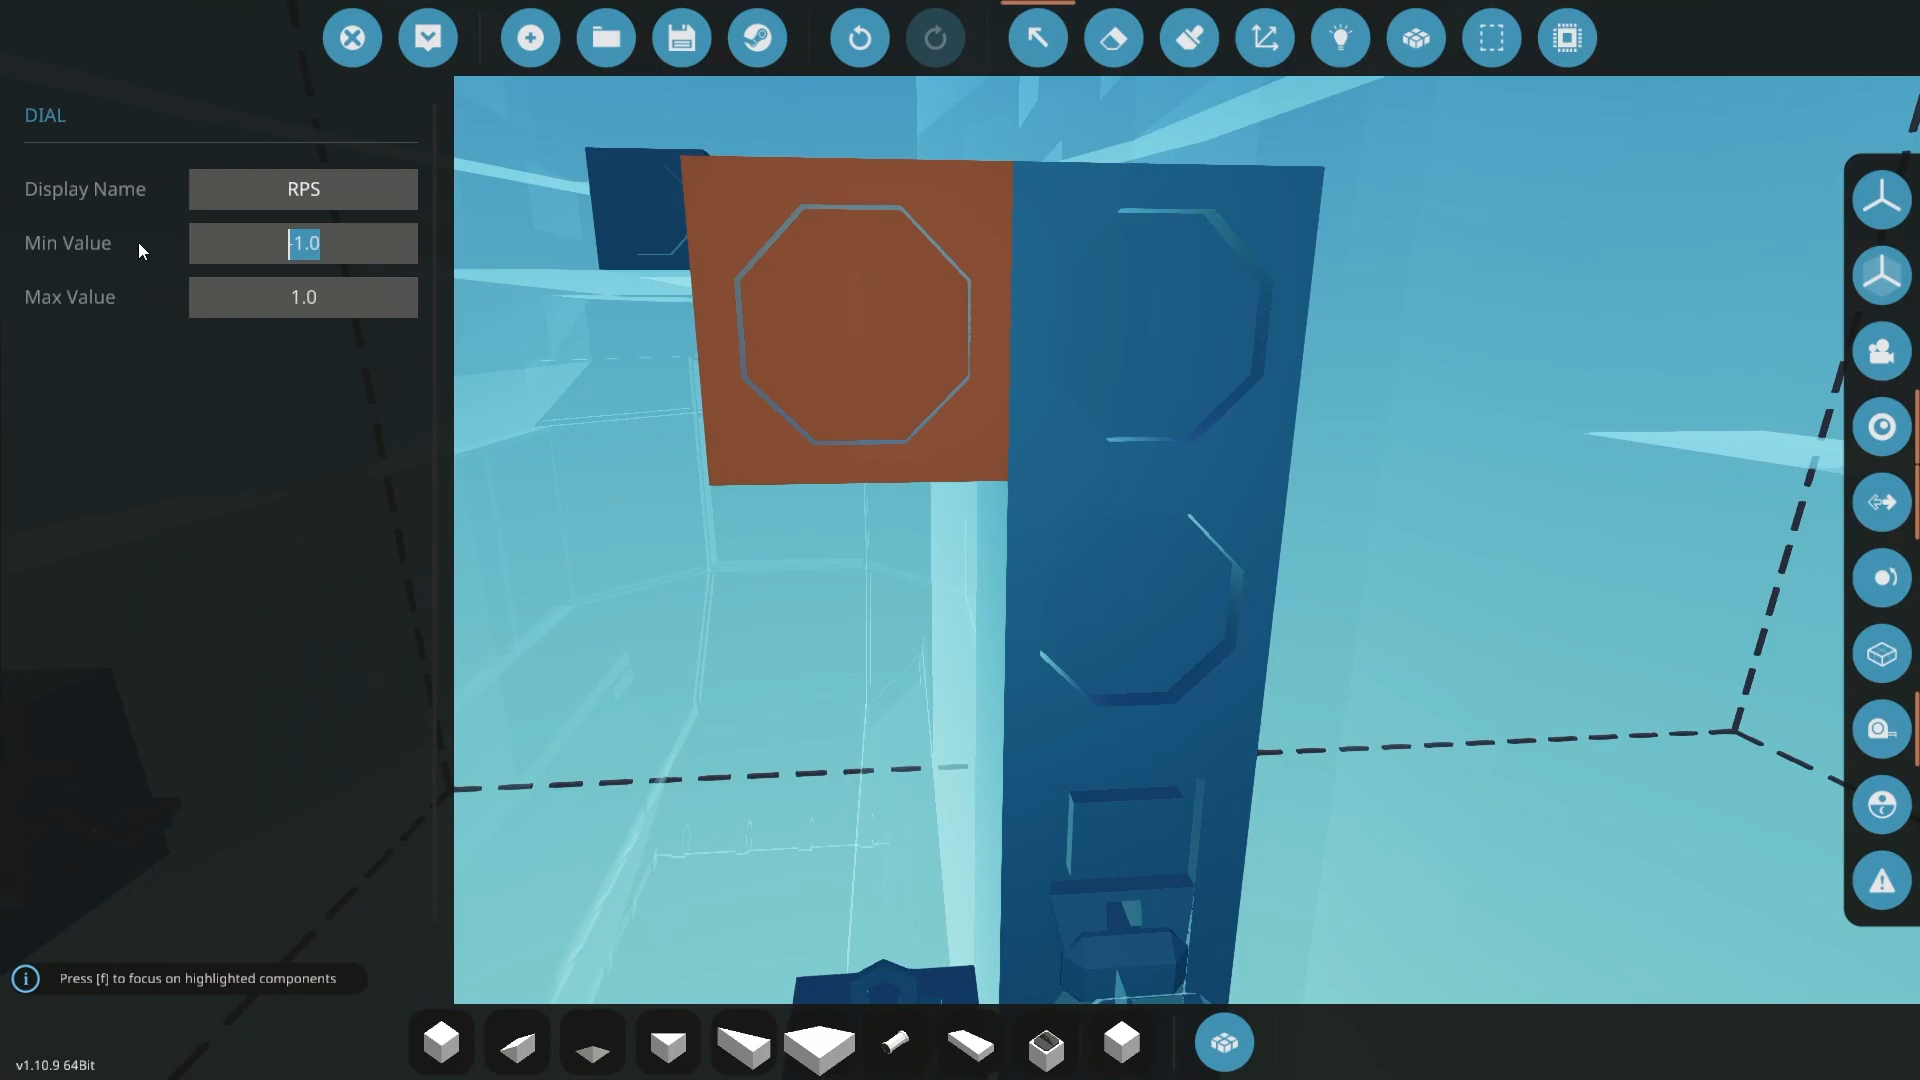 DIAL
Display Name RPS
Min Value -1.0
Max Value 1.0
Press [f] to focus on highlighted components
v1.10.9 64Bit